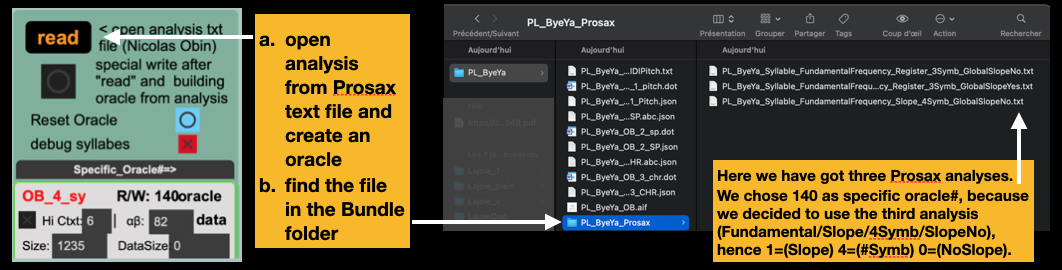 read
< open analysis txt
file (Nicolas Obin)
special write after
"read" and building
oracle from analysis
Reset Oracle
debug syllabes
Specific_Oracle#=>
OB_4_sy R/W: 140oracle
Hi Ctxt: 6 | αβ: 82 data
Size: 1235 DataSize 0
a. open
analysis
from Prosax
text file and
create an
oracle
b. find the file
in the Bundle
folder
PL_ByeYa_Prosax
Précédent/Suivant Présentation Grouper Partager Tags Coup d'œil Action Rechercher
Aujourd'hui Aujourd'hui Aujourd'hui
PL_ByeYa
PL_ByeYa_...IDIPitch.txt
PL_ByeYa_..._1_pitch.dot
PL_ByeYa_...1_Pitch.json
PL_ByeYa_...SP.abc.json
PL_ByeYa_OB_2_sp.dot
PL_ByeYa_OB_2_SP.json
PL_ByeYa_...HR.abc.json
PL_ByeYa_OB_3_chr.dot
PL_ByeYa_...3_CHR.json
PL_ByeYa_OB.aif
PL_ByeYa_Prosax
PL_ByeYa_Syllable_FundamentalFrequency_Register_3Symb_GlobalSlopeNo.txt
PL_ByeYa_Syllable_FundamentalFrequ...cy_Register_3Symb_GlobalSlopeYes.txt
PL_ByeYa_Syllable_FundamentalFrequency_Slope_4Symb_GlobalSlopeNo.txt
Here we have got three Prosax analyses.
We chose 140 as specific oracle#, because
we decided to use the third analysis
(Fundamental/Slope/4Symb/SlopeNo),
hence 1=(Slope) 4=(#Symb) 0=(NoSlope).